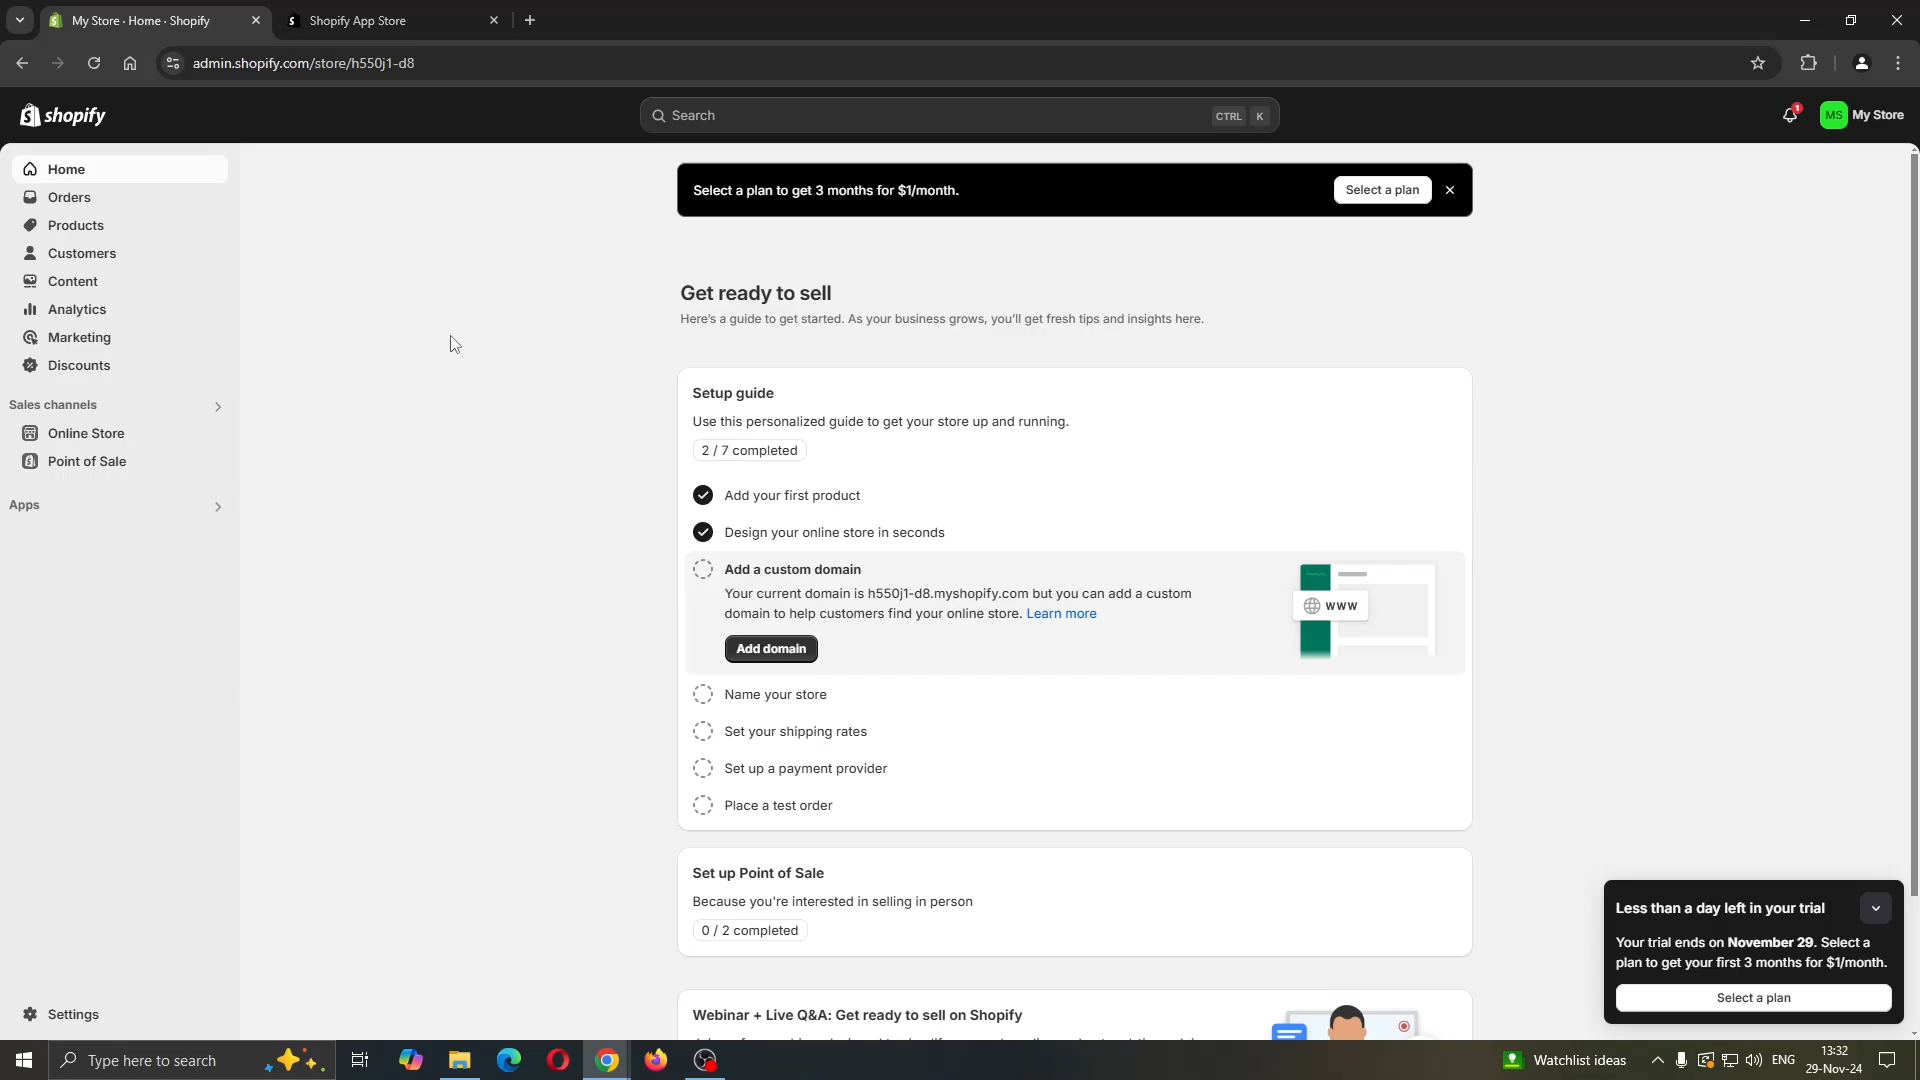 My Store · Home · Shopify
Shopify App Store
admin.shopify.com/store/h550j1-d8
shopify
Search
CTRL K
1
MS
My Store
Home
Orders
Products
Customers
Content
Analytics
Marketing
Discounts
Sales channels
Online Store
Point of Sale
Apps
Settings
Select a plan to get 3 months for $1/month.
Select a plan
Get ready to sell
Here's a guide to get started. As your business grows, you'll get fresh tips and insights here.
Setup guide
Use this personalized guide to get your store up and running.
2 / 7 completed
Add your first product
Design your online store in seconds
Add a custom domain
Your current domain is h550j1-d8.myshopify.com but you can add a custom
domain to help customers find your online store. Learn more
Add domain
www
Name your store
Set your shipping rates
Set up a payment provider
Place a test order
Set up Point of Sale
Because you're interested in selling in person
0 / 2 completed
Webinar + Live Q&A: Get ready to sell on Shopify
Less than a day left in your trial
Your trial ends on November 29. Select a
plan to get your first 3 months for $1/month.
Select a plan
Type here to search
Watchlist ideas
ENG
13:32
29-Nov-24